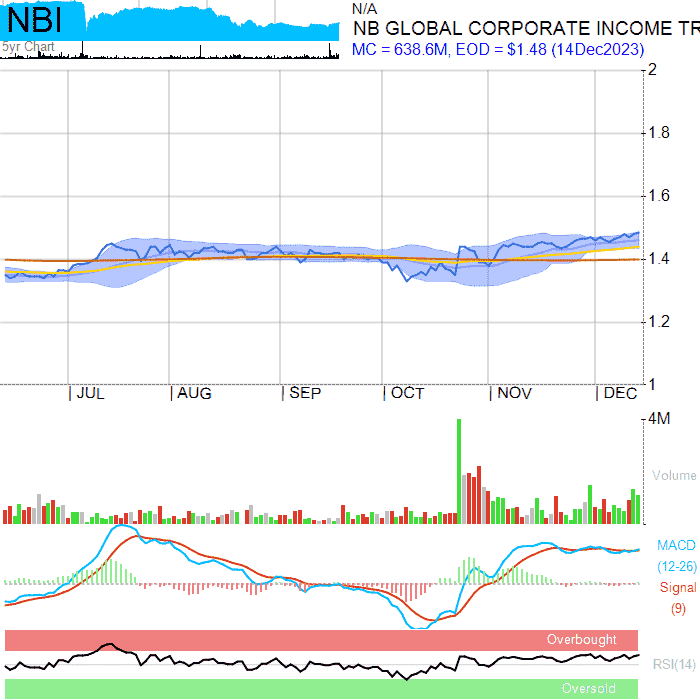 NBI
5yr Chart
N/A
NB GLOBAL CORPORATE INCOME TR
MC = 638.6M, EOD = $1.48 (14Dec2023)
2
1.8
1.6
1.4
1.2
1
JUL AUG SEP OCT NOV DEC
4M
Volume
MACD
(12-26)
Signal
(9)
Overbought
RSI(14)
Oversold